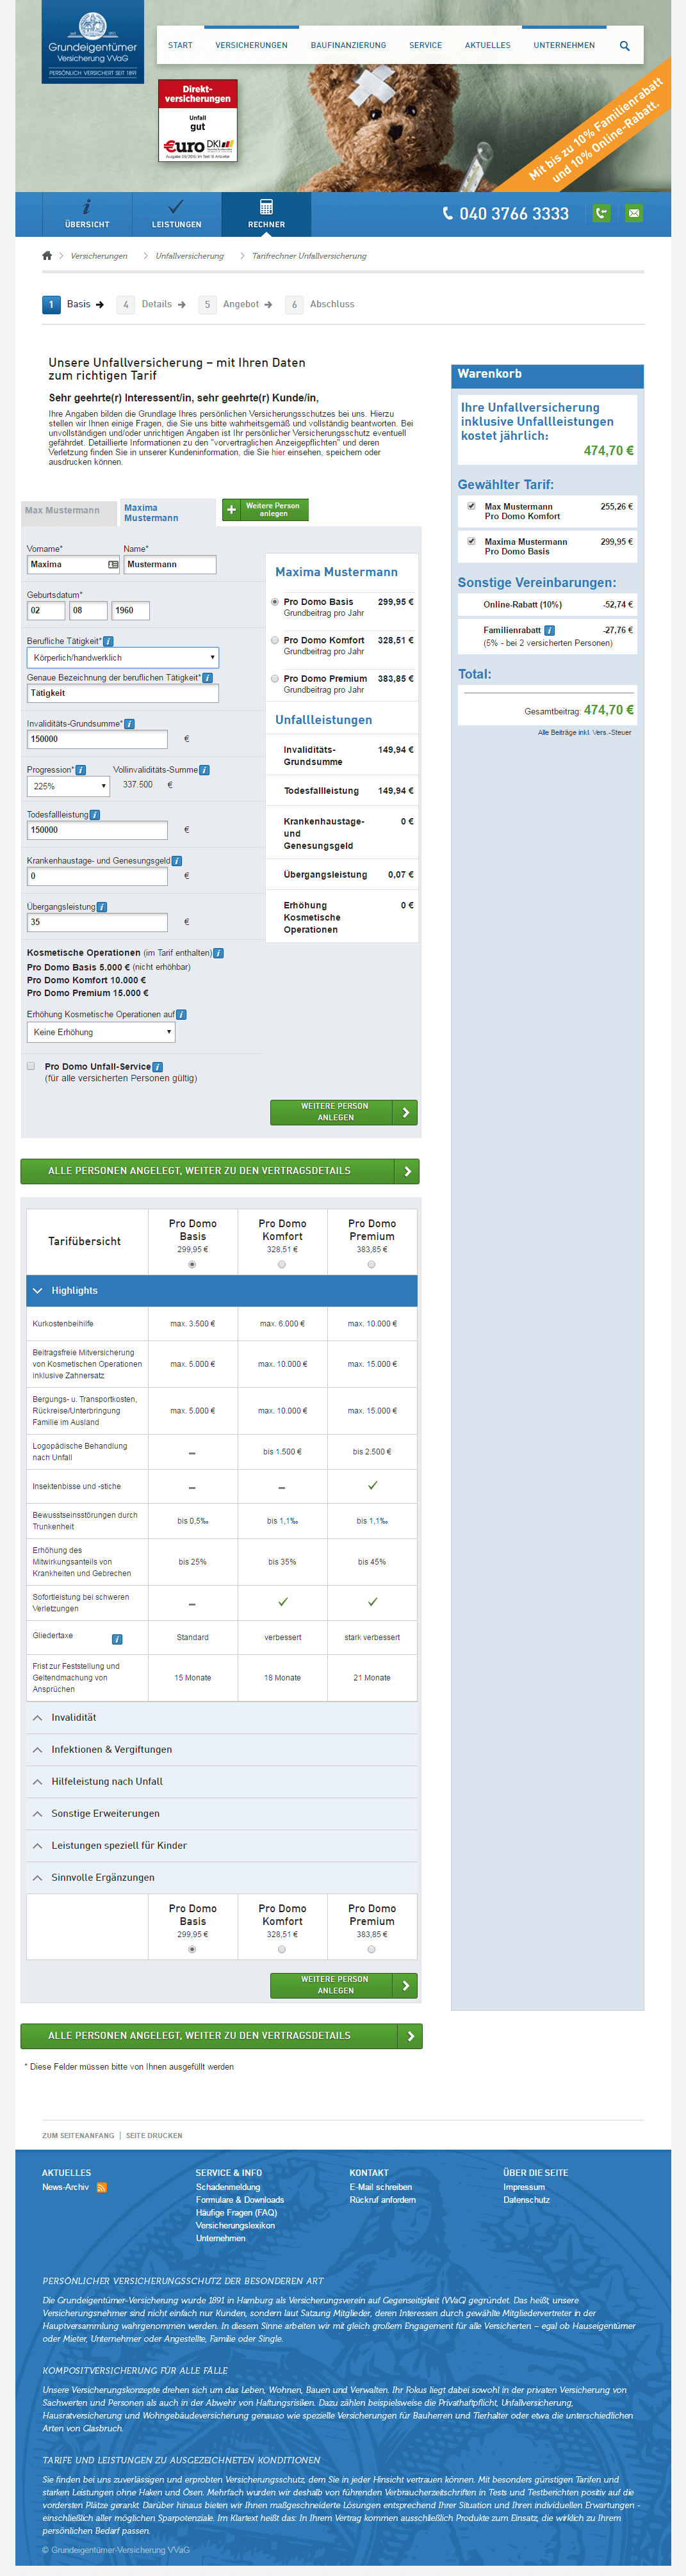 Grundeigentümer
Versicherung VVaG
PERSÖNLICH VERSICHERT SEIT 1891
START VERSICHERUNGEN BAUFINANZIERUNG SERVICE AKTUELLES UNTERNEHMEN
Direkt-
versicherungen
Unfall
gut
€uro DKI
Mit bis zu 10% Familienrabatt
und 10% Online-Rabatt.
ÜBERSICHT LEISTUNGEN RECHNER 040 3766 3333
Versicherungen Unfallversicherung Tarifrechner Unfallversicherung
1 Basis 4 Details 5 Angebot 6 Abschluss
Unsere Unfallversicherung – mit Ihren Daten
zum richtigen Tarif
Sehr geehrte(r) Interessent/in, sehr geehrte(r) Kunde/in,
Ihre Angaben bilden die Grundlage Ihres persönlichen Versicherungsschutzes bei uns. Hierzu
stellen wir Ihnen einige Fragen, die Sie uns bitte wahrheitsgemäß und vollständig beantworten. Bei
unvollständigen und/oder unrichtigen Angaben ist Ihr persönlicher Versicherungsschutz eventuell
gefährdet. Detaillierte Informationen zu den "vorvertraglichen Anzeigepflichten" und deren
Verletzung finden Sie in unserer Kundeninformation, die Sie hier einsehen, speichern oder
ausdrucken können.
Max Mustermann
Maxima
Mustermann
+ Weitere Person
anlegen
Vorname* Name*
Maxima Mustermann
Geburtsdatum*
02 08 1960
Berufliche Tätigkeit* i
Körperlich/handwerklich
Genaue Bezeichnung der beruflichen Tätigkeit* i
Tätigkeit
Invaliditäts-Grundsumme* i
150000 €
Progression* i Vollinvaliditäts-Summe i
225% 337.500 €
Todesfallleistung i
150000 €
Krankenhaustage- und Genesungsgeld i
0 €
Übergangsleistung i
35 €
Kosmetische Operationen (im Tarif enthalten) i
Pro Domo Basis 5.000 € (nicht erhöhbar)
Pro Domo Komfort 10.000 €
Pro Domo Premium 15.000 €
Erhöhung Kosmetische Operationen auf i
Keine Erhöhung
Pro Domo Unfall-Service i
(für alle versicherten Personen gültig)
Maxima Mustermann
Pro Domo Basis 299,95 €
Grundbeitrag pro Jahr
Pro Domo Komfort 328,51 €
Grundbeitrag pro Jahr
Pro Domo Premium 383,85 €
Grundbeitrag pro Jahr
Unfallleistungen
Invaliditäts- 149,94 €
Grundsumme
Todesfallleistung 149,94 €
Krankenhaustage- 0 €
und
Genesungsgeld
Übergangsleistung 0,07 €
Erhöhung 0 €
Kosmetische
Operationen
WEITERE PERSON
ANLEGEN
ALLE PERSONEN ANGELEGT, WEITER ZU DEN VERTRAGSDETAILS
Warenkorb
Ihre Unfallversicherung
inklusive Unfallleistungen
kostet jährlich:
474,70 €
Gewählter Tarif:
Max Mustermann 255,26 €
Pro Domo Komfort
Maxima Mustermann 299,95 €
Pro Domo Basis
Sonstige Vereinbarungen:
Online-Rabatt (10%) -52,74 €
Familienrabatt i -27,76 €
(5% - bei 2 versicherten Personen)
Total:
Gesamtbeitrag: 474,70 €
Alle Beiträge inkl. Vers.-Steuer
Tarifübersicht
Pro Domo
Basis
299,95 €
Pro Domo
Komfort
328,51 €
Pro Domo
Premium
383,85 €
Highlights
Kurkostenbeihilfe max. 3.500 € max. 6.000 € max. 10.000 €
Beitragsfreie Mitversicherung
von Kosmetischen Operationen max. 5.000 € max. 10.000 € max. 15.000 €
inklusive Zahnersatz
Bergungs- u. Transportkosten,
Rückreise/Unterbringung max. 5.000 € max. 10.000 € max. 15.000 €
Familie im Ausland
Logopädische Behandlung – bis 1.500 € bis 2.500 €
nach Unfall
Insektenbisse und -stiche – – ✓
Bewusstseinsstörungen durch bis 0,5‰ bis 1,1‰ bis 1,1‰
Trunkenheit
Erhöhung des
Mitwirkungsanteils von bis 25% bis 35% bis 45%
Krankheiten und Gebrechen
Sofortleistung bei schweren – ✓ ✓
Verletzungen
Gliedertaxe i Standard verbessert stark verbessert
Frist zur Feststellung und
Geltendmachung von 15 Monate 18 Monate 21 Monate
Ansprüchen
Invalidität
Infektionen & Vergiftungen
Hilfeleistung nach Unfall
Sonstige Erweiterungen
Leistungen speziell für Kinder
Sinnvolle Ergänzungen
Pro Domo
Basis
299,95 €
Pro Domo
Komfort
328,51 €
Pro Domo
Premium
383,85 €
WEITERE PERSON
ANLEGEN
ALLE PERSONEN ANGELEGT, WEITER ZU DEN VERTRAGSDETAILS
* Diese Felder müssen bitte von Ihnen ausgefüllt werden
ZUM SEITENANFANG | SEITE DRUCKEN
AKTUELLES
News-Archiv
SERVICE & INFO
Schadenmeldung
Formulare & Downloads
Häufige Fragen (FAQ)
Versicherungslexikon
Unternehmen
KONTAKT
E-Mail schreiben
Rückruf anfordern
ÜBER DIE SEITE
Impressum
Datenschutz
PERSÖNLICHER VERSICHERUNGSSCHUTZ DER BESONDEREN ART
Die Grundeigentümer-Versicherung wurde 1891 in Hamburg als Versicherungsverein auf Gegenseitigkeit (VVaG) gegründet. Das heißt, unsere
Versicherungsnehmer sind nicht einfach nur Kunden, sondern laut Satzung Mitglieder, deren Interessen durch gewählte Mitgliedervertreter in der
Hauptversammlung wahrgenommen werden. In diesem Sinne arbeiten wir mit gleich großem Engagement für alle Versicherten – egal ob Hauseigentümer
oder Mieter, Unternehmer oder Angestellte, Familie oder Single.
KOMPOSITVERSICHERUNG FÜR ALLE FÄLLE
Unsere Versicherungskonzepte drehen sich um das Leben, Wohnen, Bauen und Verwalten. Ihr Fokus liegt dabei sowohl in der privaten Versicherung von
Sachwerten und Personen als auch in der Abwehr von Haftungsrisiken. Dazu zählen beispielsweise die Privathaftpflicht, Unfallversicherung,
Hausratversicherung und Wohngebäudeversicherung genauso wie spezielle Versicherungen für Bauherren und Tierhalter oder etwa die unterschiedlichen
Arten von Glasbruch.
TARIFE UND LEISTUNGEN ZU AUSGEZEICHNETEN KONDITIONEN
Sie finden bei uns zuverlässigen und erprobten Versicherungsschutz, dem Sie in jeder Hinsicht vertrauen können. Mit besonders günstigen Tarifen und
starken Leistungen ohne Haken und Ösen. Mehrfach wurden wir deshalb von führenden Verbraucherzeitschriften in Tests und Testberichten positiv auf die
vordersten Plätze gerankt. Darüber hinaus bieten wir Ihnen maßgeschneiderte Lösungen entsprechend Ihrer Situation und Ihren individuellen Erwartungen -
einschließlich aller möglichen Sparpotenziale. Im Klartext heißt das: In Ihrem Vertrag kommen ausschließlich Produkte zum Einsatz, die wirklich zu Ihrem
persönlichen Bedarf passen.
© Grundeigentümer-Versicherung VVaG